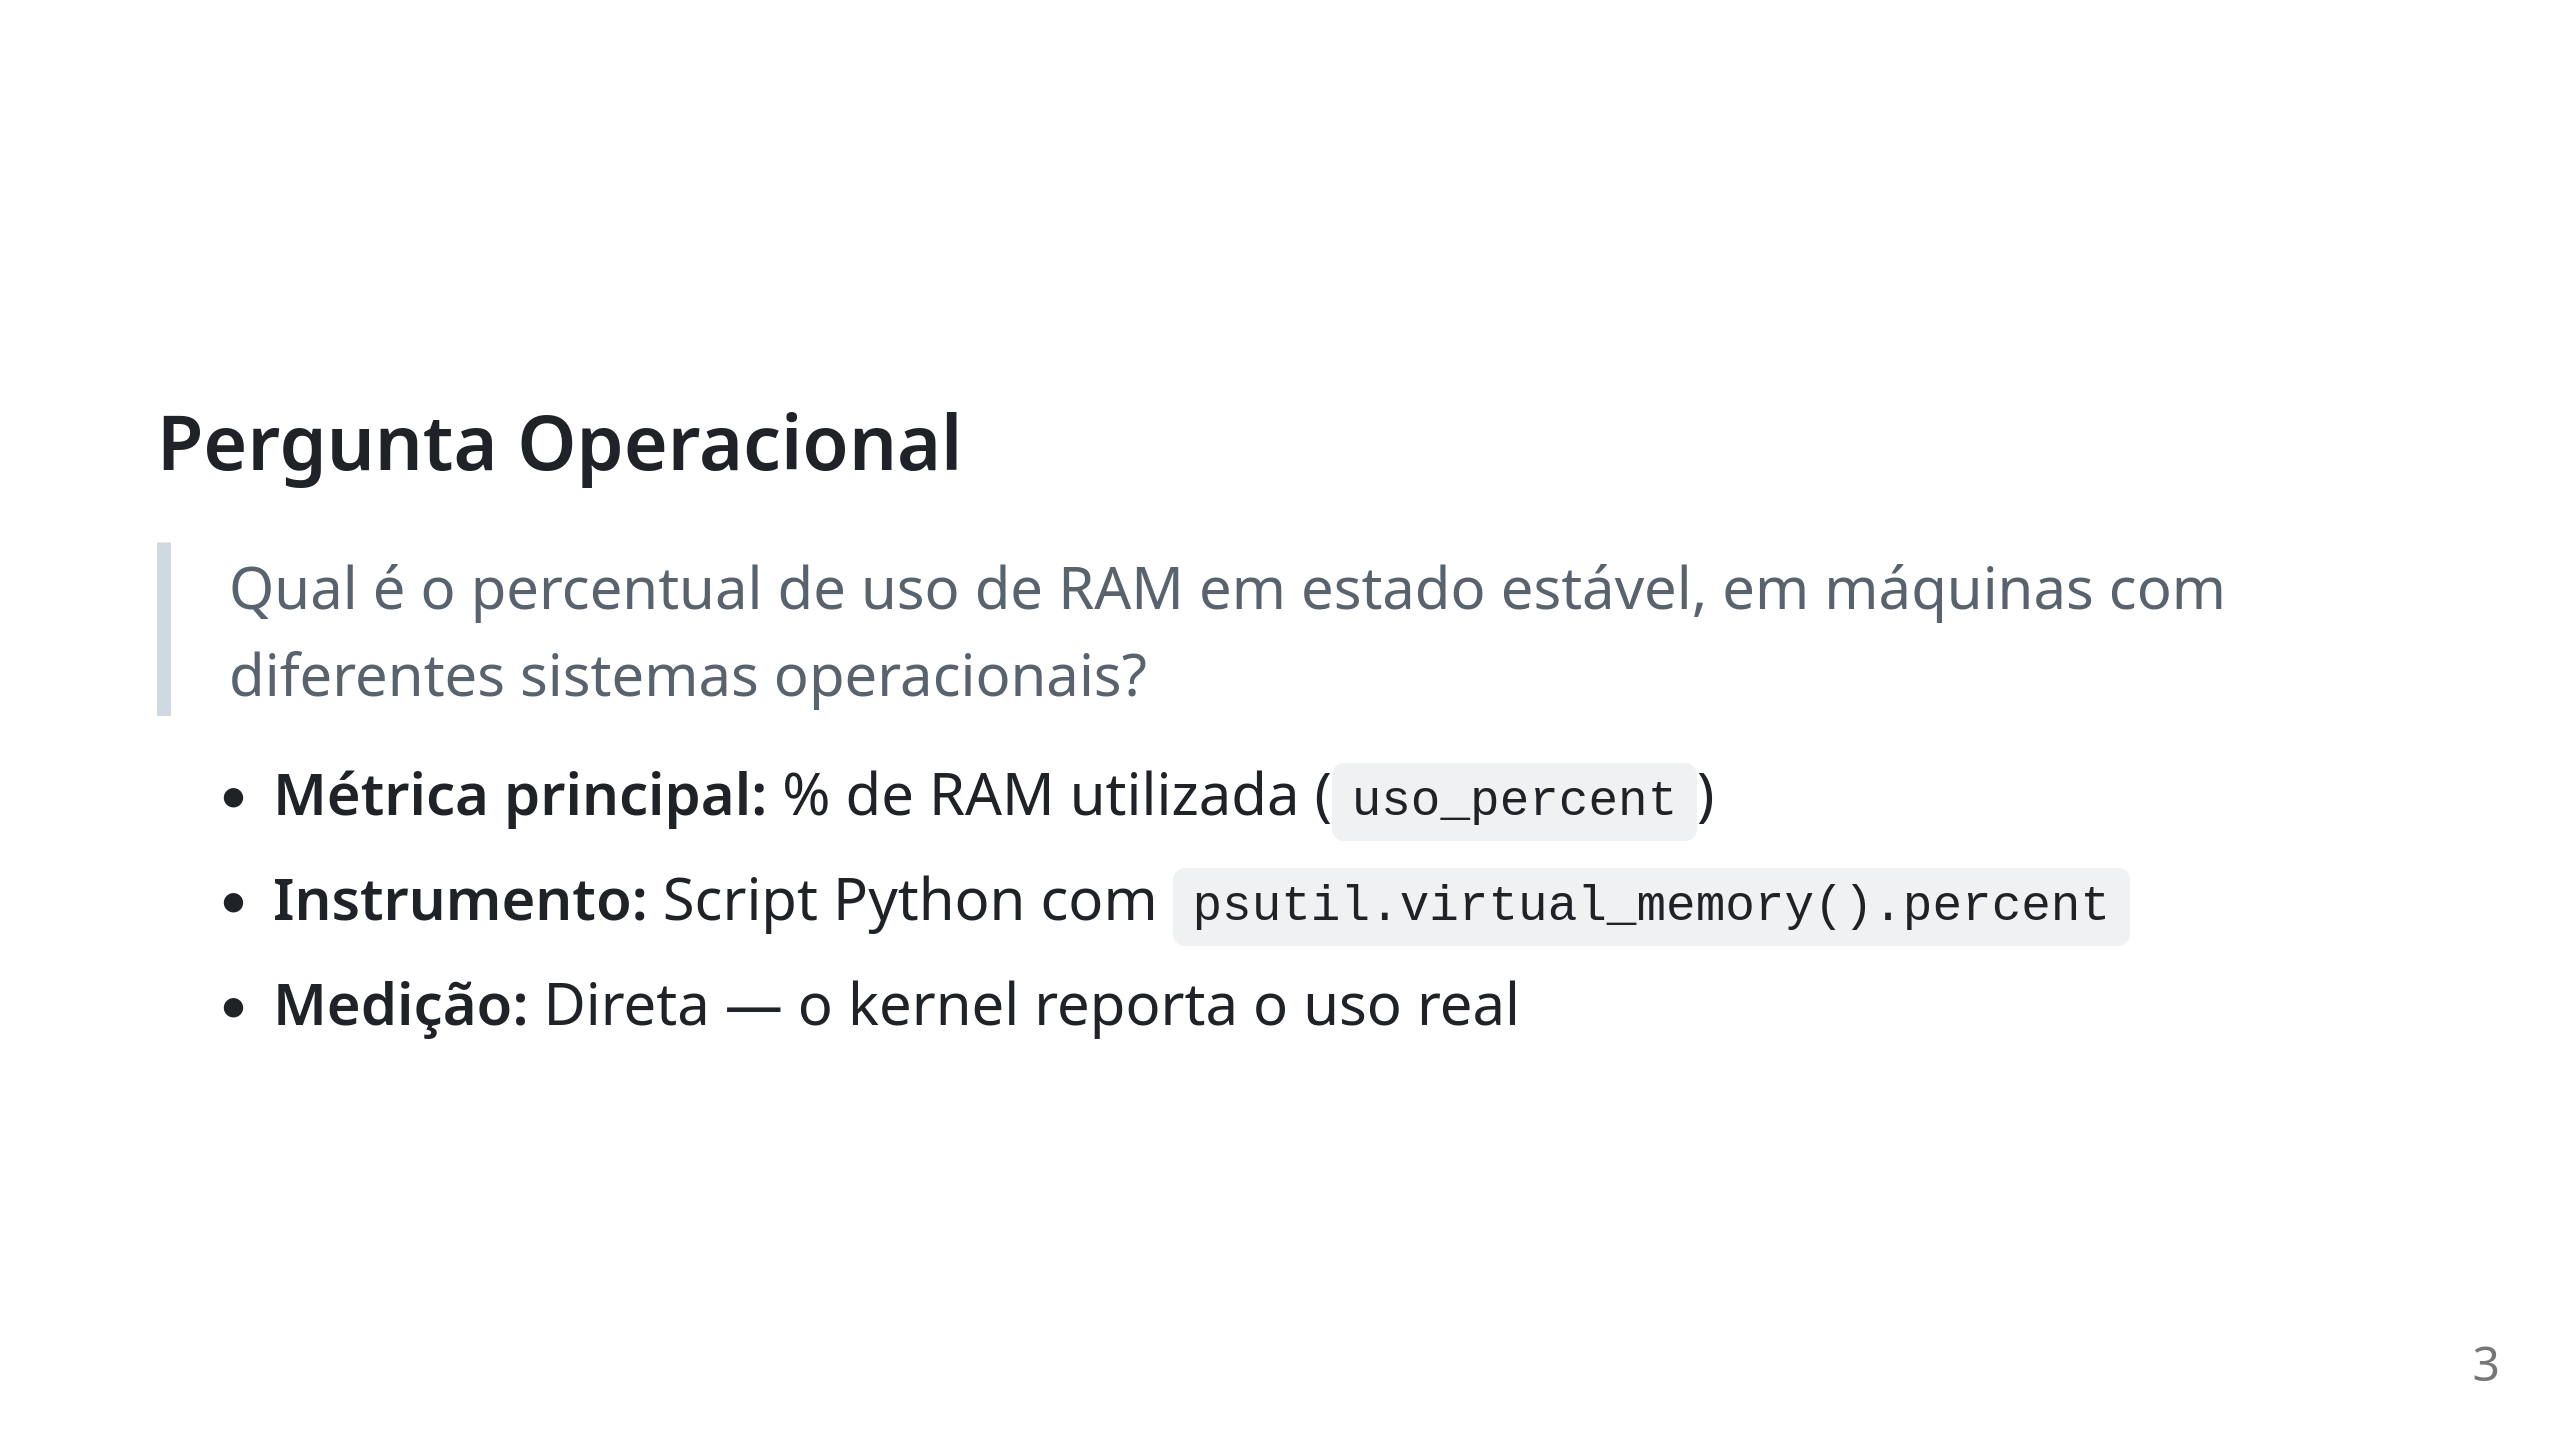 Pergunta Operacional
Qual é o percentual de uso de RAM em estado estável, em máquinas com
diferentes sistemas operacionais?
• Métrica principal: % de RAM utilizada (uso_percent)
• Instrumento: Script Python com psutil.virtual_memory().percent
• Medição: Direta — o kernel reporta o uso real
3